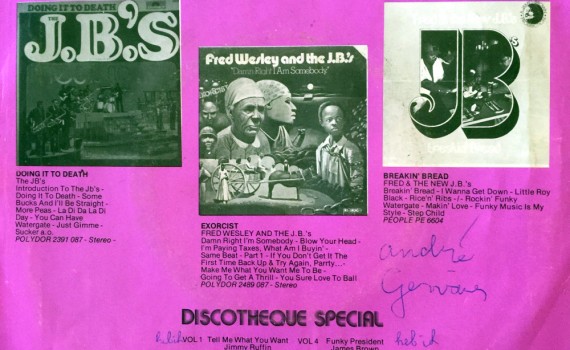 DOING IT TO DEATH
THE
J.B.'S
DOING IT TO DEATH
The JB's
Introduction To The Jb's -
Doing It To Death - Some
Bucks And I'll Be Straight -
More Peas - La Di Da La Di
Day - You Can Have
Watergate - Just Gimme -
Sucker a.o.
POLYDOR 2391 087 - Stereo -
Fred Wesley and the J.B.'s
"Damn Right I Am Somebody"
EXORCIST
FRED WESLEY AND THE J.B.'s
Damn Right I'm Somebody - Blow Your Head -
I'm Paying Taxes, What Am I Buyin' -
Same Beat - Part 1 - If You Don't Get It The
First Time Back Up & Try Again, Parrty...-
Make Me What You Want Me To Be -
Going To Get A Thrill - You Sure Love To Ball
POLYDOR 2489 087 - Stereo
JB's
Breakin' Bread
BREAKIN' BREAD
FRED & THE NEW J.B.'s
Breakin' Bread - I Wanna Get Down - Little Roy
Black - Rice'n' Ribs - / - Rockin' Funky
Watergate - Makin' Love - Funky Music Is My
Style - Step Child
PEOPLE PE 6604
andré
DISCOTHEQUE SPECIAL
VOL 1 Tell Me What You Want
Jimmy Ruffin
VOL 4 Funky President
James Brown